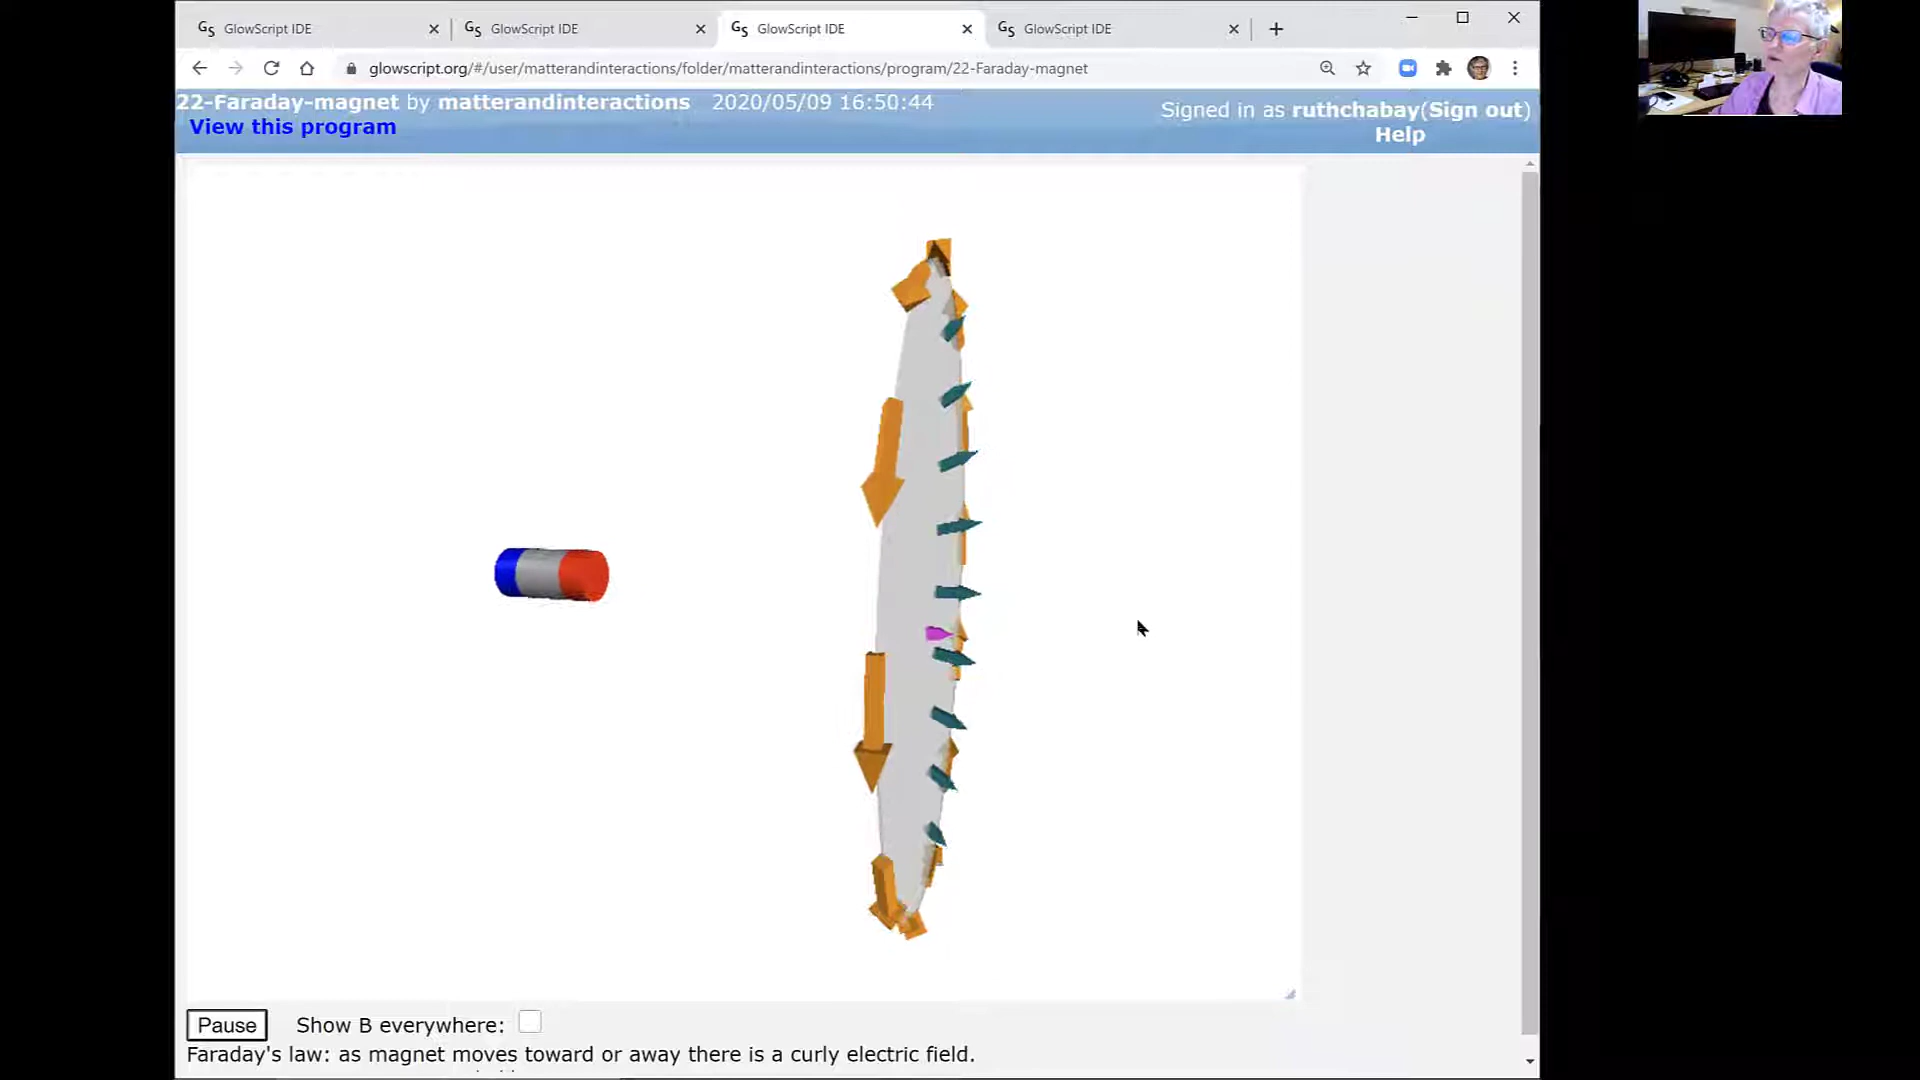 GlowScript IDE
GlowScript IDE
GlowScript IDE
GlowScript IDE
glowscript.org/#/user/matterandinteractions/folder/matterandinteractions/program/22-Faraday-magnet
22-Faraday-magnet by matterandinteractions 2020/05/09 16:50:44
View this program
Signed in as ruthchabay(Sign out)
Help
Pause
Show B everywhere:
Faraday's law: as magnet moves toward or away there is a curly electric field.